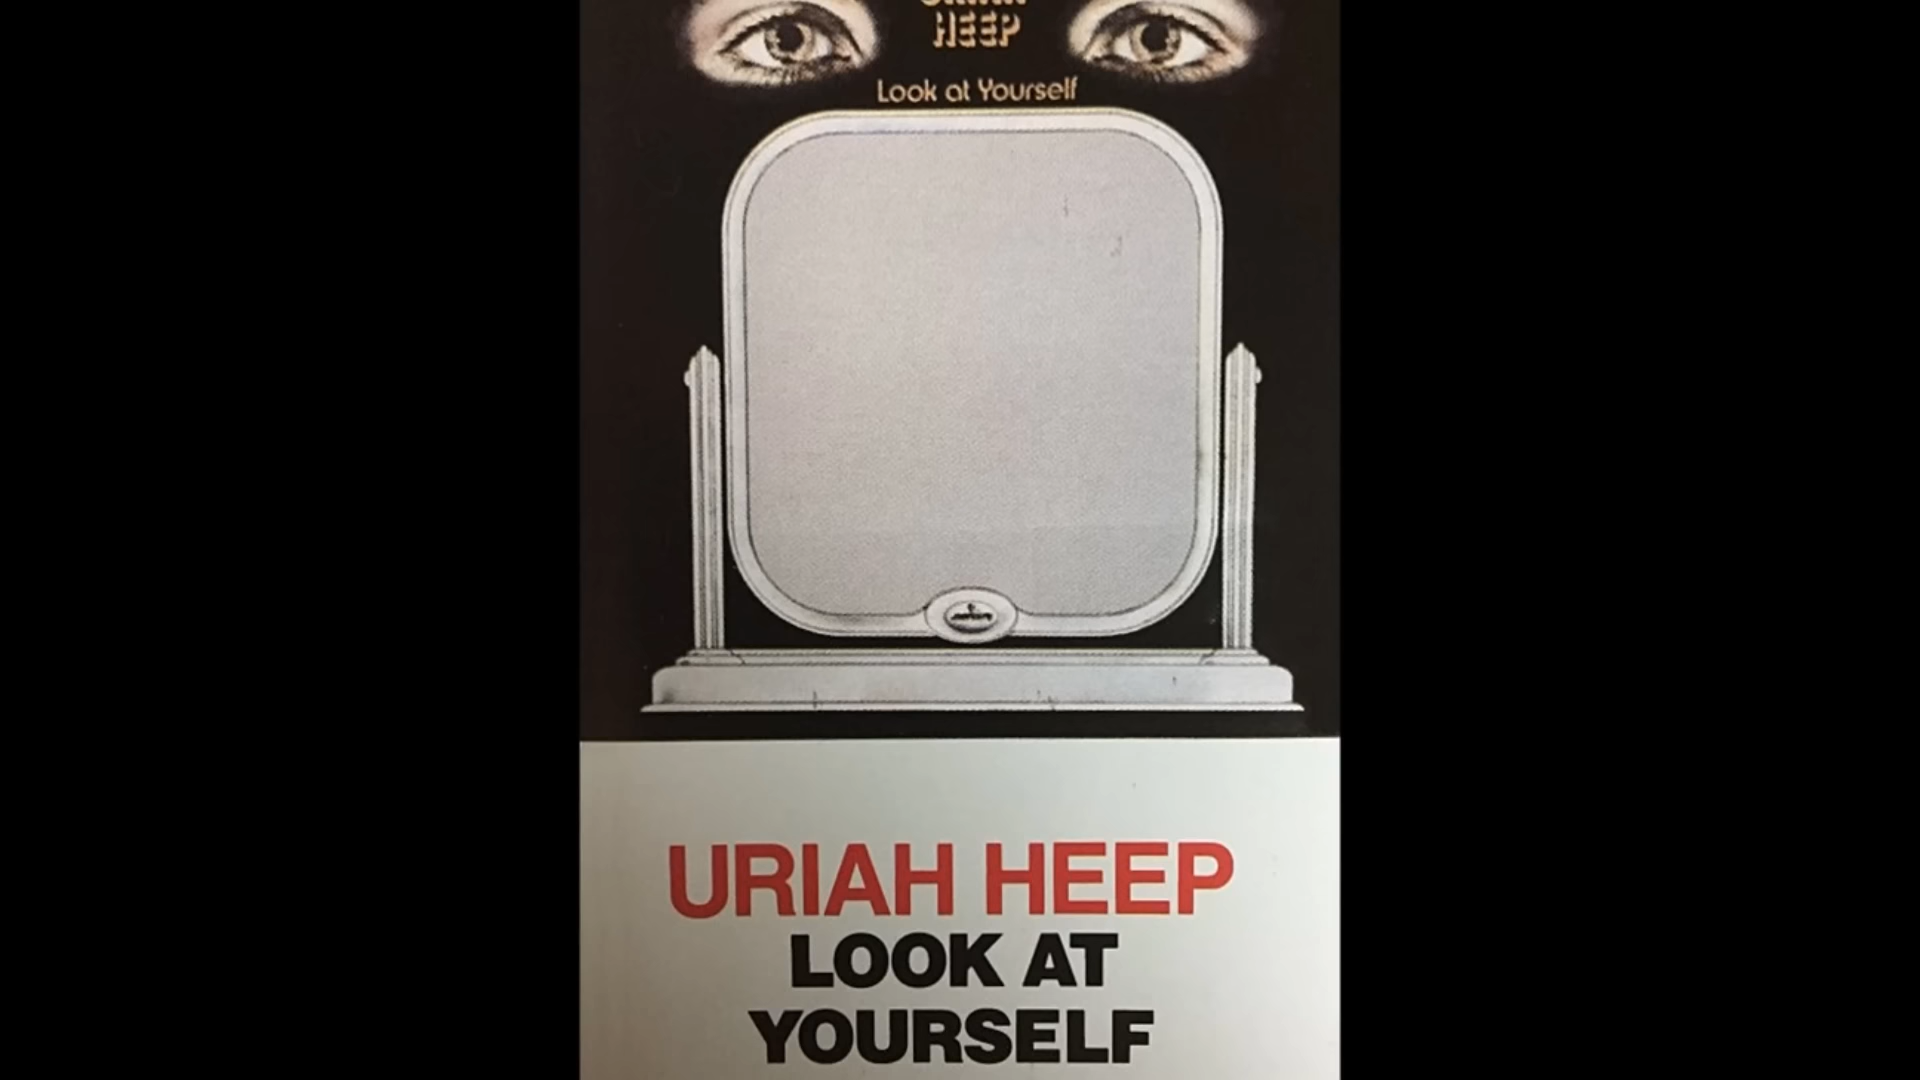 HEEP
Look at Yourself
URIAH HEEP
LOOK AT
YOURSELF